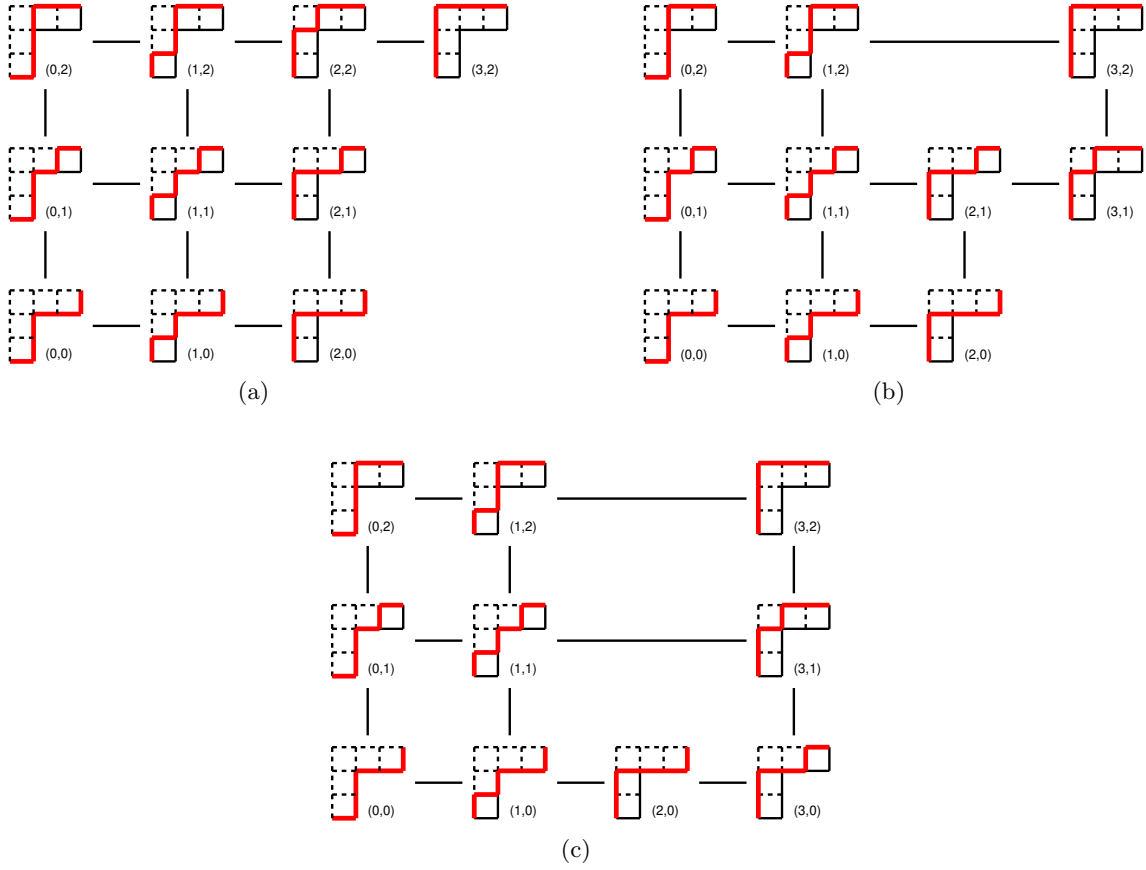 (0,2) (1,2) (2,2) (3,2) (0,2) (1,2) (3,2)
(0,1) (1,1) (2,1) (0,1) (1,1) (2,1) (3,1)
(0,0) (1,0) (2,0) (0,0) (1,0) (2,0)
(a) (b)
(0,2) (1,2) (3,2)
(0,1) (1,1) (3,1)
(0,0) (1,0) (2,0) (3,0)
(c)